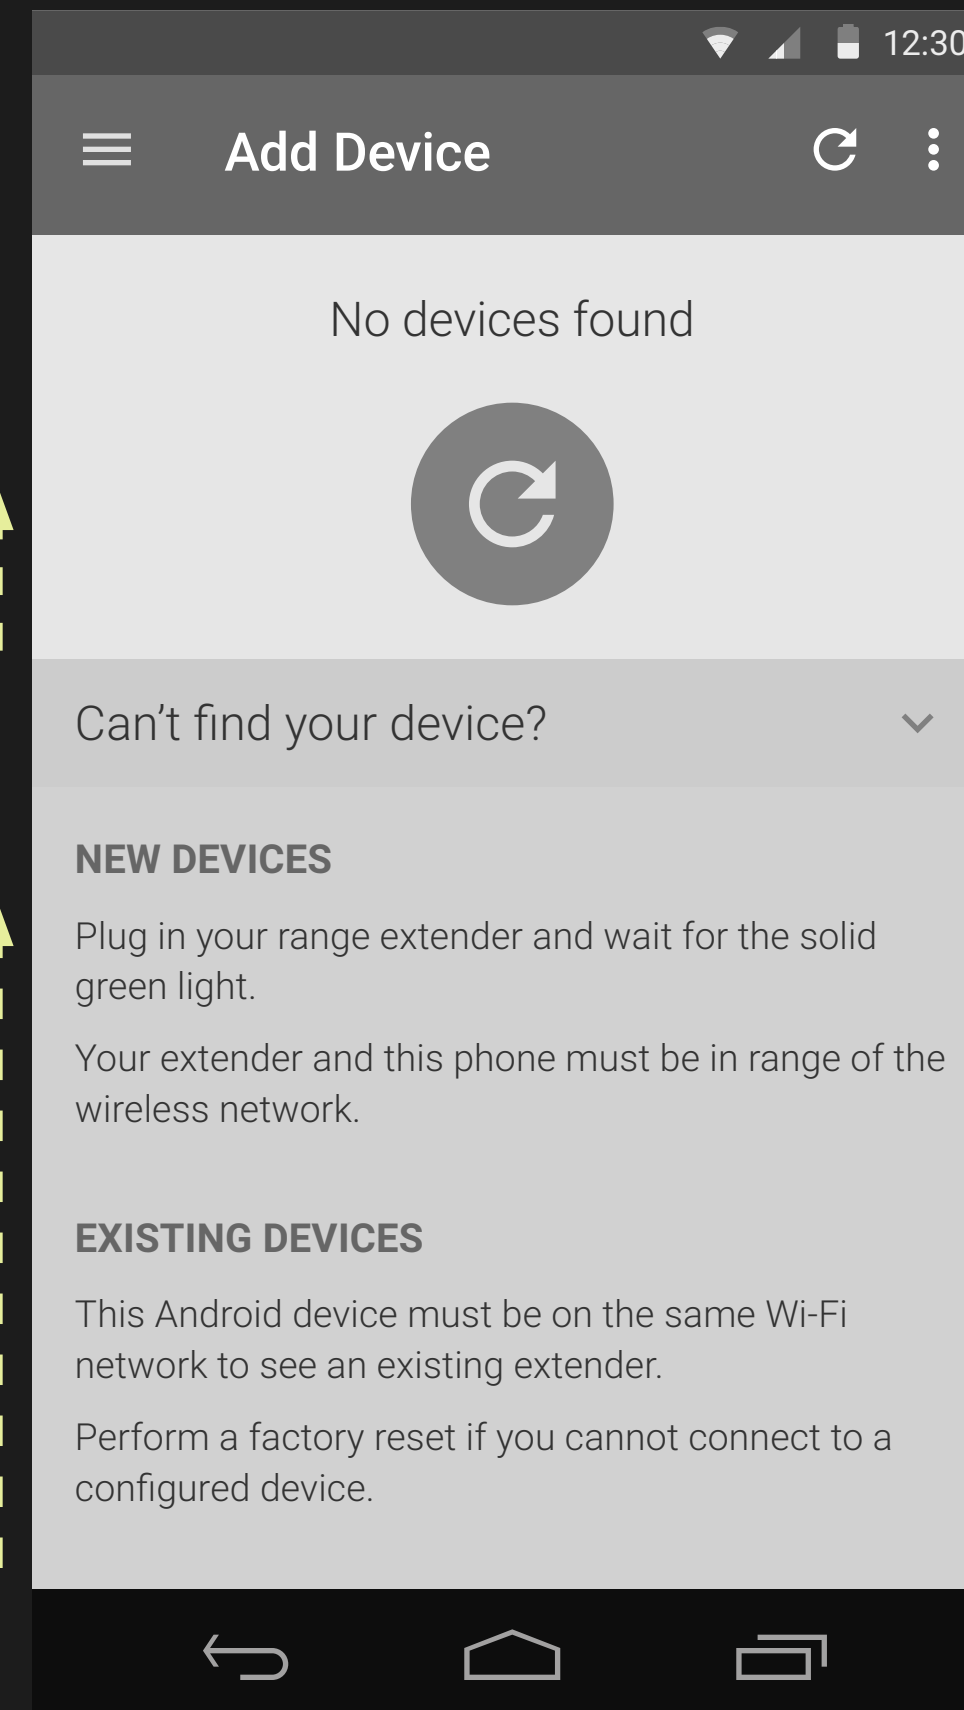 12:30
Add Device
No devices found
Can’t find your device?
NEW DEVICES
Plug in your range extender and wait for the solid
green light.
Your extender and this phone must be in range of the
wireless network.
EXISTING DEVICES
This Android device must be on the same Wi-Fi
network to see an existing extender.
Perform a factory reset if you cannot connect to a
configured device.